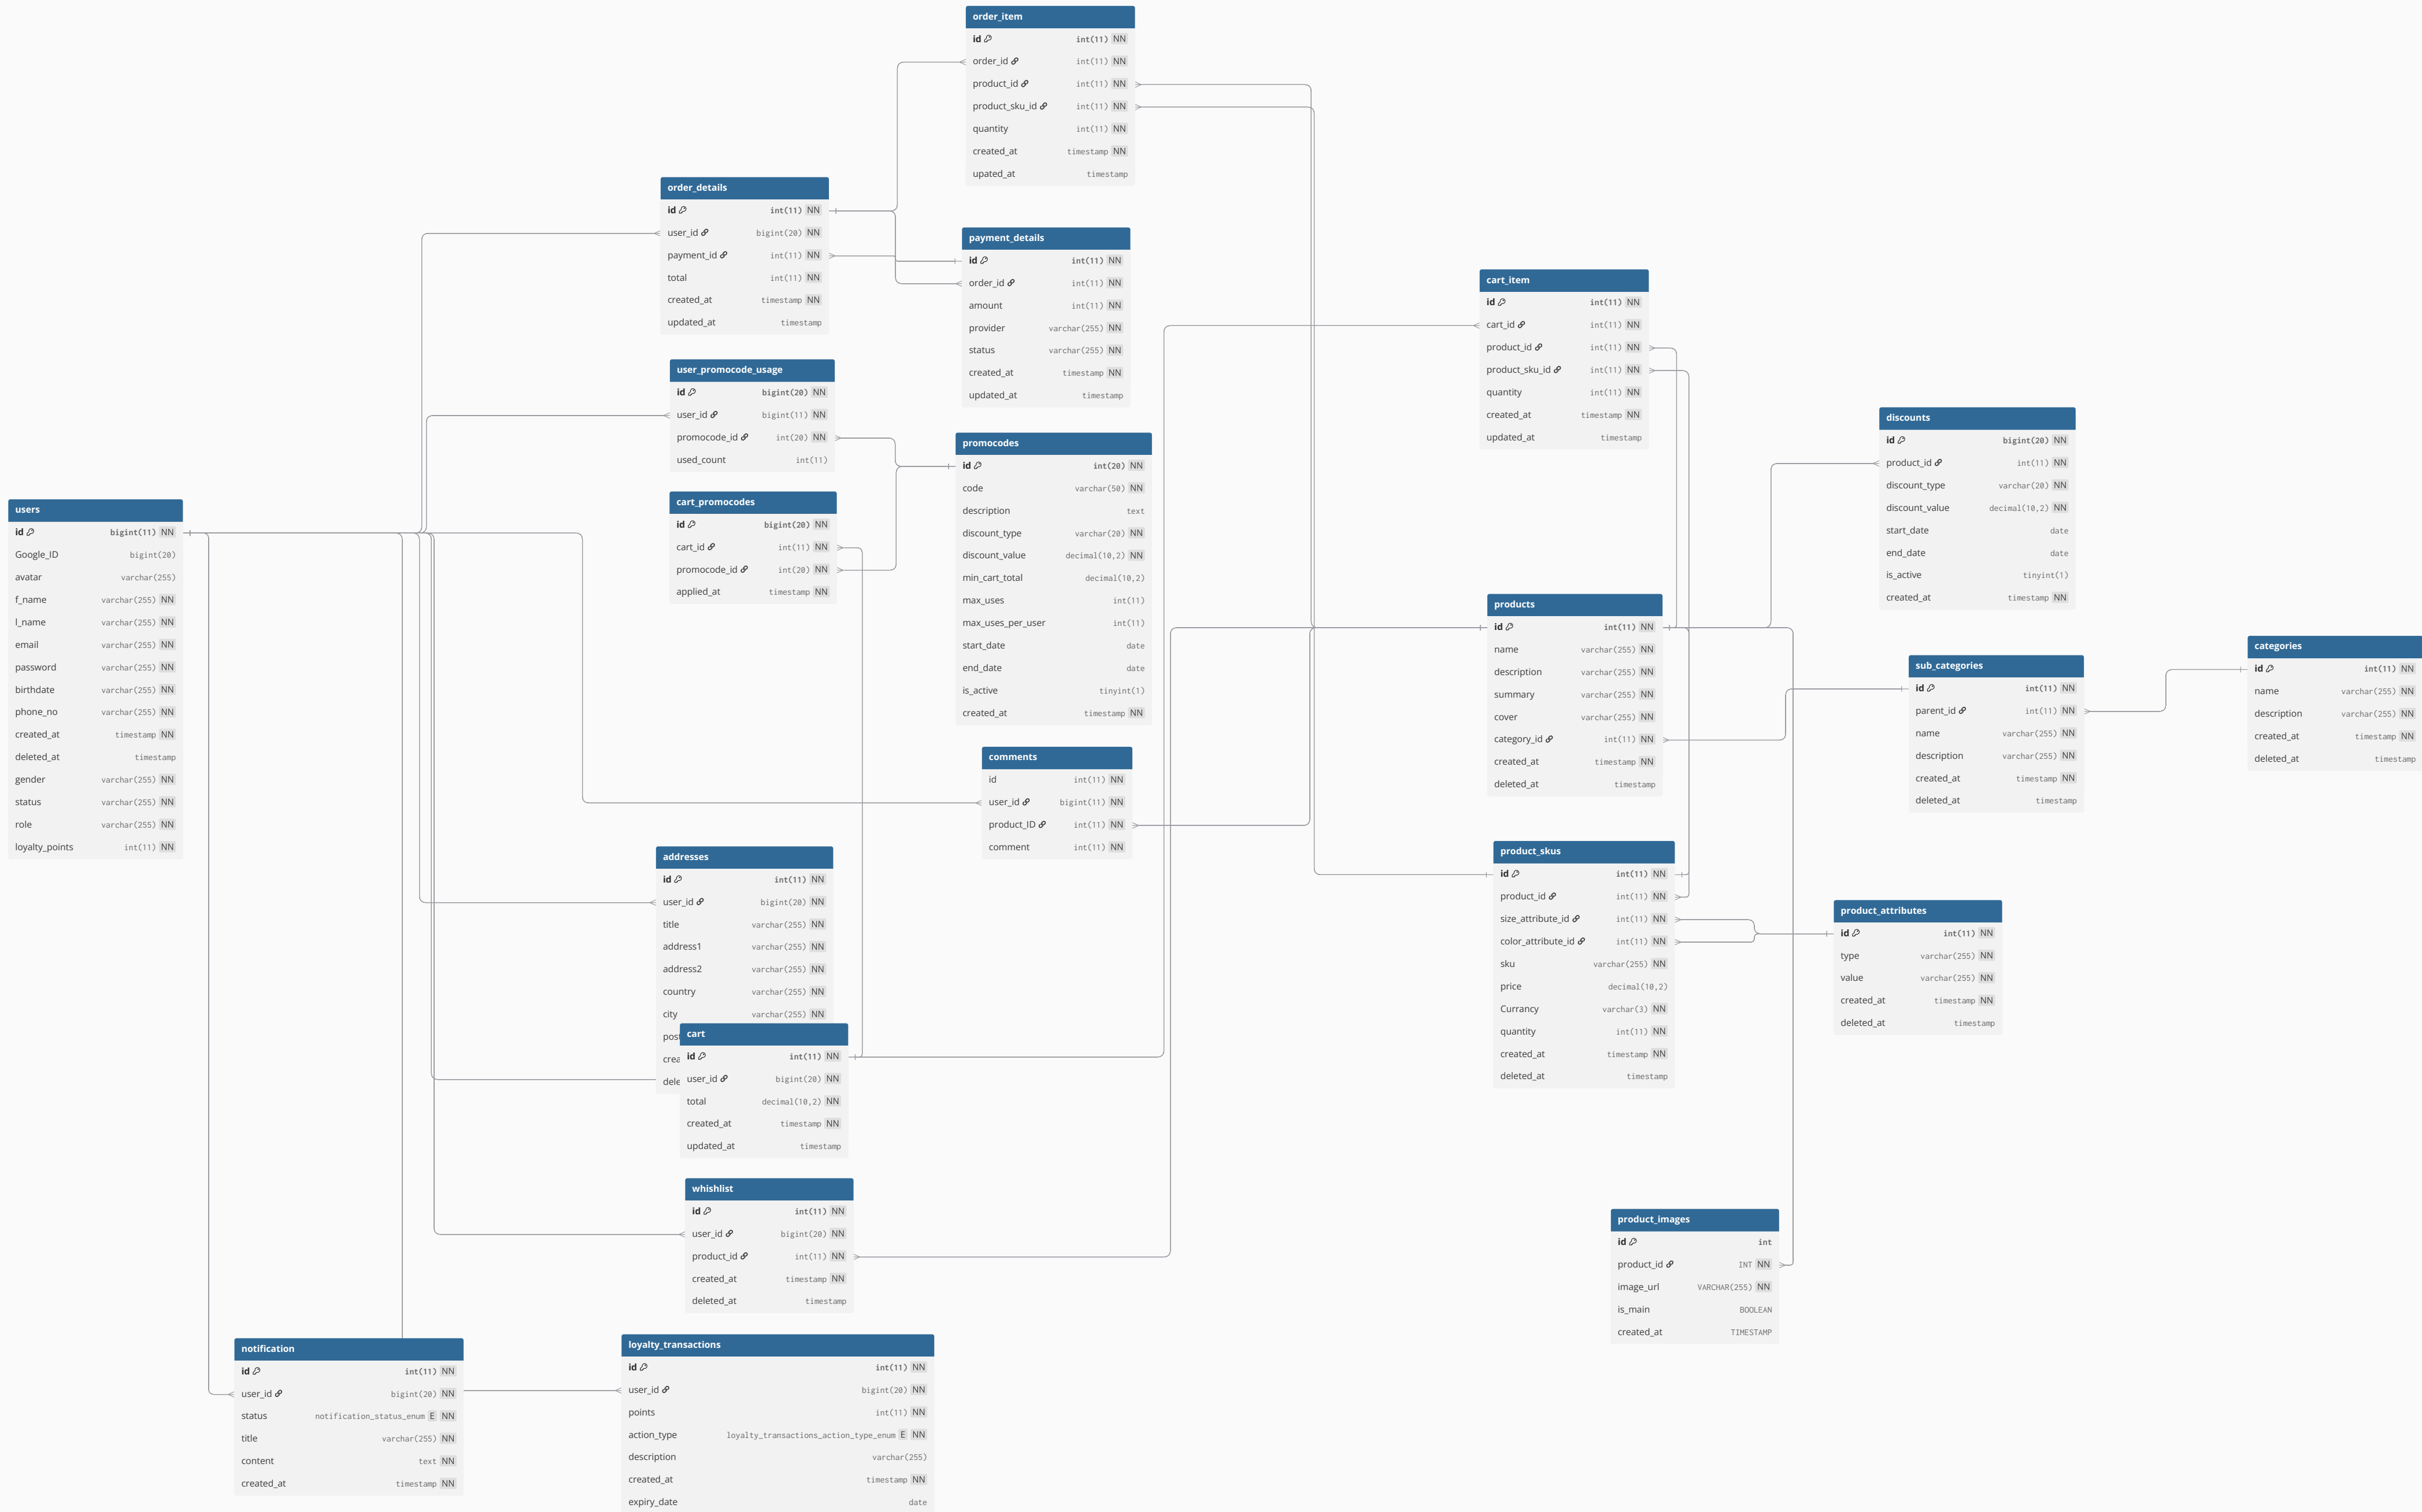 order_item
id int(11) NN
order_id int(11) NN
product_id int(11) NN
product_sku_id int(11) NN
quantity int(11) NN
created_at timestamp NN
upated_at timestamp
order_details
id int(11) NN
user_id bigint(20) NN
payment_id int(11) NN
total int(11) NN
created_at timestamp NN
updated_at timestamp
payment_details
id int(11) NN
order_id int(11) NN
amount int(11) NN
provider varchar(255) NN
status varchar(255) NN
created_at timestamp NN
updated_at timestamp
cart_item
id int(11) NN
cart_id int(11) NN
product_id int(11) NN
product_sku_id int(11) NN
quantity int(11) NN
created_at timestamp NN
updated_at timestamp
user_promocode_usage
id bigint(20) NN
user_id bigint(11) NN
promocode_id int(20) NN
used_count int(11)
discounts
id bigint(20) NN
product_id int(11) NN
discount_type varchar(20) NN
discount_value decimal(10,2) NN
start_date date
end_date date
is_active tinyint(1)
created_at timestamp NN
promocodes
id int(20) NN
code varchar(50) NN
description text
discount_type varchar(20) NN
discount_value decimal(10,2) NN
min_cart_total decimal(10,2)
max_uses int(11)
max_uses_per_user int(11)
start_date date
end_date date
is_active tinyint(1)
created_at timestamp NN
cart_promocodes
id bigint(20) NN
cart_id int(11) NN
promocode_id int(20) NN
applied_at timestamp NN
users
id bigint(11) NN
Google_ID bigint(20)
avatar varchar(255)
f_name varchar(255) NN
l_name varchar(255) NN
email varchar(255) NN
password varchar(255) NN
birthdate varchar(255) NN
phone_no varchar(255) NN
created_at timestamp NN
deleted_at timestamp
gender varchar(255) NN
status varchar(255) NN
role varchar(255) NN
loyalty_points int(11) NN
products
id int(11) NN
name varchar(255) NN
description varchar(255) NN
summary varchar(255) NN
cover varchar(255) NN
category_id int(11) NN
created_at timestamp NN
deleted_at timestamp
categories
id int(11) NN
name varchar(255) NN
description varchar(255) NN
created_at timestamp NN
deleted_at timestamp
sub_categories
id int(11) NN
parent_id int(11) NN
name varchar(255) NN
description varchar(255) NN
created_at timestamp NN
deleted_at timestamp
comments
id int(11) NN
user_id bigint(11) NN
product_ID int(11) NN
comment int(11) NN
product_skus
id int(11) NN
product_id int(11) NN
size_attribute_id int(11) NN
color_attribute_id int(11) NN
sku varchar(255) NN
price decimal(10,2)
Currancy varchar(3) NN
quantity int(11) NN
created_at timestamp NN
deleted_at timestamp
addresses
id int(11) NN
user_id bigint(20) NN
title varchar(255) NN
address1 varchar(255) NN
address2 varchar(255) NN
country varchar(255) NN
city varchar(255) NN
product_attributes
id int(11) NN
type varchar(255) NN
value varchar(255) NN
created_at timestamp NN
deleted_at timestamp
cart
id int(11) NN
user_id bigint(20) NN
total decimal(10,2) NN
created_at timestamp NN
updated_at timestamp
whishlist
id int(11) NN
user_id bigint(20) NN
product_id int(11) NN
created_at timestamp NN
deleted_at timestamp
product_images
id int
product_id INT NN
image_url VARCHAR(255) NN
is_main BOOLEAN
created_at TIMESTAMP
notification
id int(11) NN
user_id bigint(20) NN
status notification_status_enum E NN
title varchar(255) NN
content text NN
created_at timestamp NN
loyalty_transactions
id int(11) NN
user_id bigint(20) NN
points int(11) NN
action_type loyalty_transactions_action_type_enum E NN
description varchar(255)
created_at timestamp NN
expiry_date date